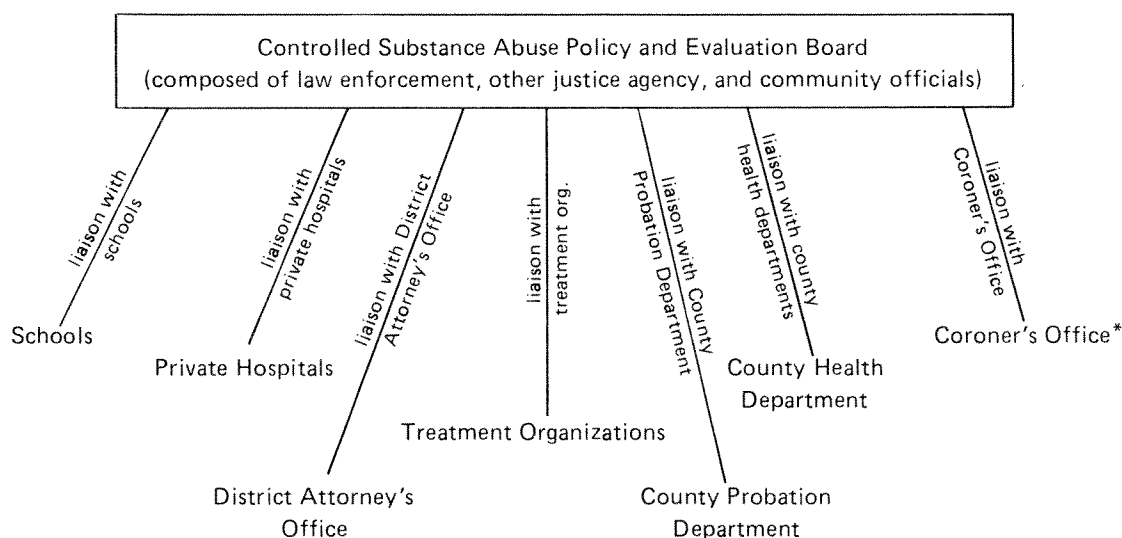 Controlled Substance Abuse Policy and Evaluation Board
(composed of law enforcement, other justice agency, and community officials)
liaison with
schools
liaison with
private hospitals
liaison with District
Attorney's Office
liaison with
treatment org.
liaison with County
Probation Department
liaison with county
health departments
liaison with
Coroner's Office
Schools
Private Hospitals
District Attorney's
Office
Treatment Organizations
County Probation
Department
County Health
Department
Coroner's Office*